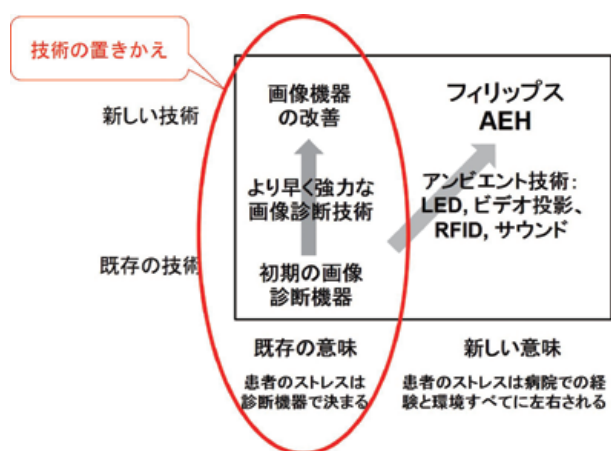 技術の置きかえ
新しい技術
既存の技術
画像機器
の改善
より早く強力な
画像診断技術
初期の画像
診断機器
フィリップス
AEH
アンビエント技術:
LED, ビデオ投影、
RFID, サウンド
既存の意味
患者のストレスは
診断機器で決まる
新しい意味
患者のストレスは病院での経
験と環境すべてに左右される